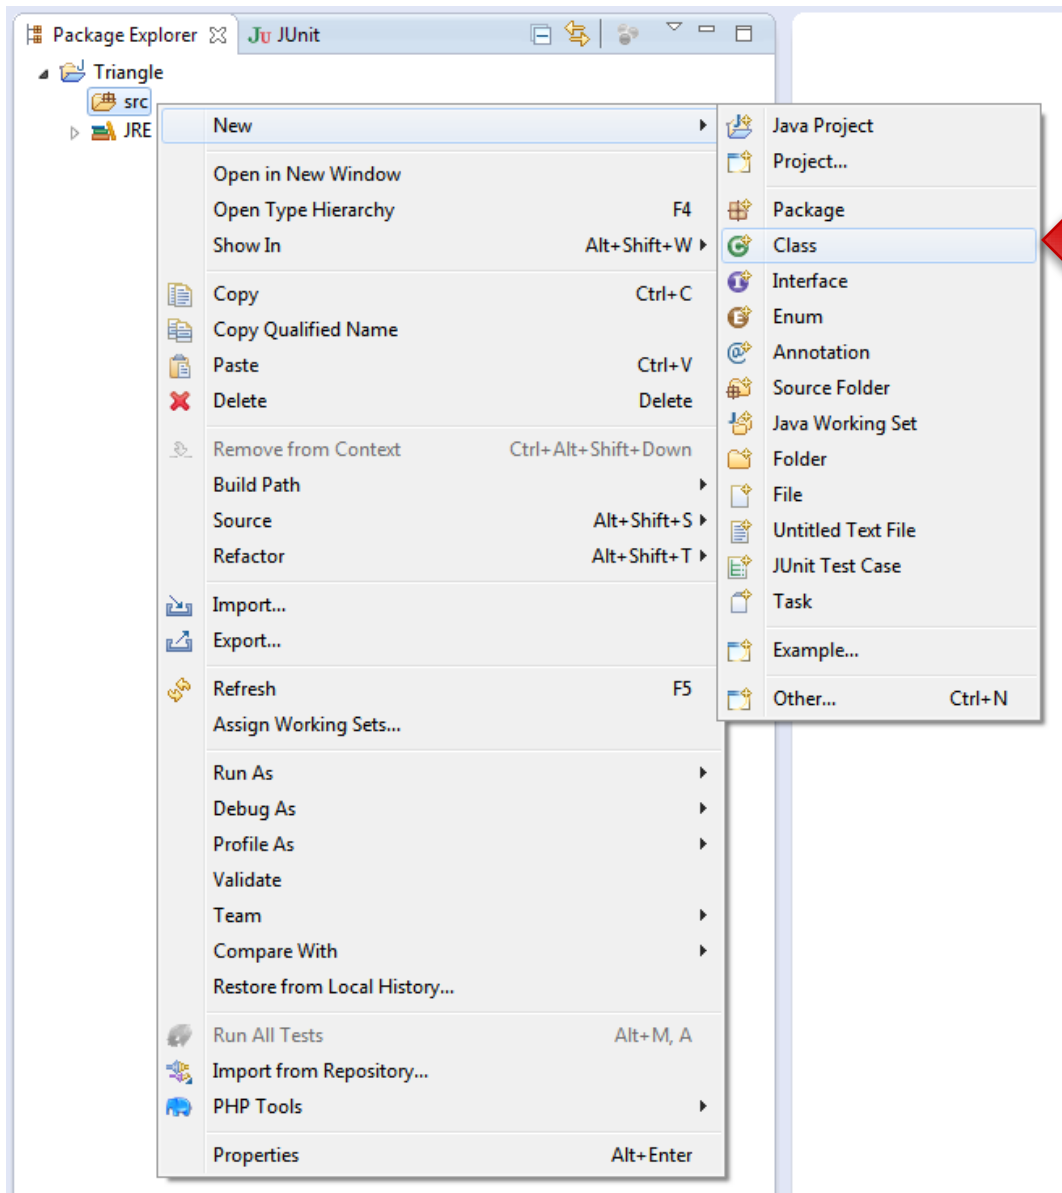 Package Explorer JUnit
Triangle
src
JRE
New
Open in New Window
Open Type Hierarchy F4
Show In Alt+Shift+W
Copy Ctrl+C
Copy Qualified Name
Paste Ctrl+V
Delete Delete
Remove from Context Ctrl+Alt+Shift+Down
Build Path
Source Alt+Shift+S
Refactor Alt+Shift+T
Import...
Export...
Refresh F5
Assign Working Sets...
Run As
Debug As
Profile As
Validate
Team
Compare With
Restore from Local History...
Run All Tests Alt+M, A
Import from Repository...
PHP Tools
Properties Alt+Enter
Java Project
Project...
Package
Class
Interface
Enum
Annotation
Source Folder
Java Working Set
Folder
File
Untitled Text File
JUnit Test Case
Task
Example...
Other... Ctrl+N